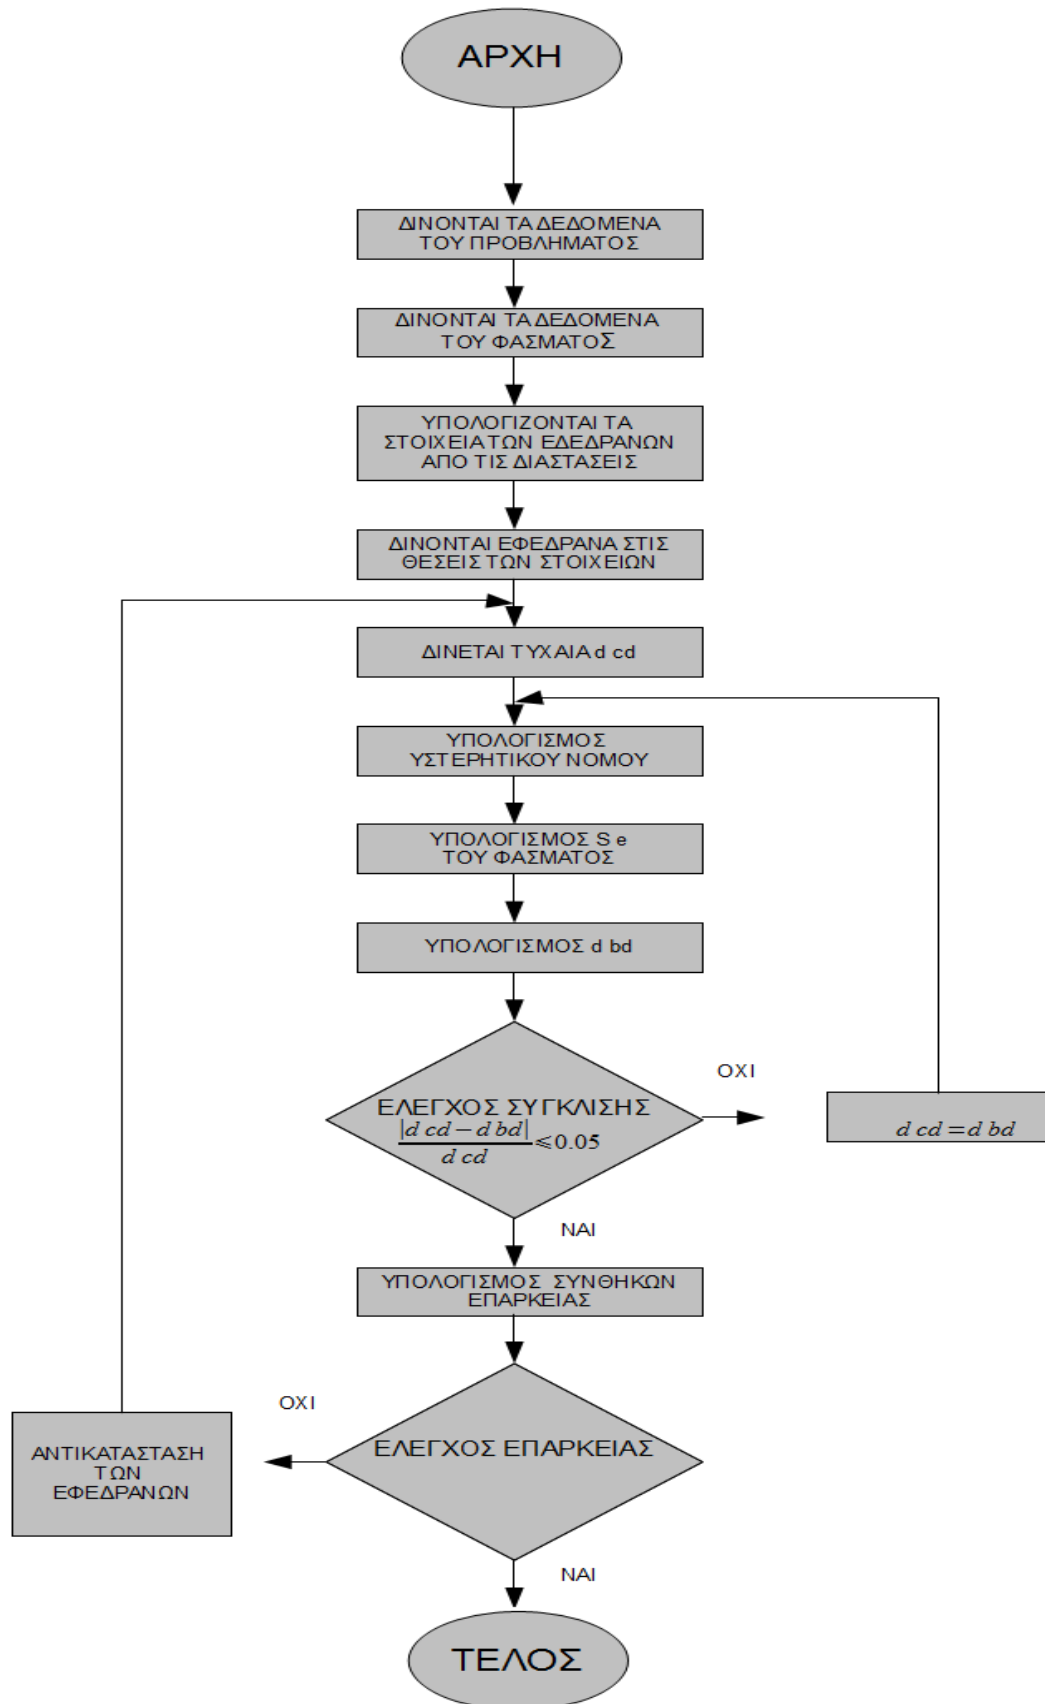 ΑΡΧΗ
ΔΙΝΟΝΤΑΙ ΤΑ ΔΕΔΟΜΕΝΑ
ΤΟΥ ΠΡΟΒΛΗΜΑΤΟΣ
ΔΙΝΟΝΤΑΙ ΤΑ ΔΕΔΟΜΕΝΑ
ΤΟΥ ΦΑΣΜΑΤΟΣ
ΥΠΟΛΟΓΙΖΟΝΤΑΙ ΤΑ
ΣΤΟΙΧΕΙΑ ΤΩΝ ΕΔΕΔΡΑΝΩΝ
ΑΠΟ ΤΙΣ ΔΙΑΣΤΑΣΕΙΣ
ΔΙΝΟΝΤΑΙ ΕΦΕΔΡΑΝΑ ΣΤΙΣ
ΘΕΣΕΙΣ ΤΩΝ ΣΤΟΙΧΕΙΩΝ
ΔΙΝΕΤΑΙ ΤΥΧΑΙΑ d cd
ΥΠΟΛΟΓΙΣΜΟΣ
ΥΣΤΕΡΗΤΙΚΟΥ ΝΟΜΟΥ
ΥΠΟΛΟΓΙΣΜΟΣ S e
ΤΟΥ ΦΑΣΜΑΤΟΣ
ΥΠΟΛΟΓΙΣΜΟΣ d bd
ΕΛΕΓΧΟΣ ΣΥΓΚΛΙΣΗΣ
|d cd − d bd|
d cd
⩽0.05
ΟΧΙ
d cd = d bd
ΝΑΙ
ΥΠΟΛΟΓΙΣΜΟΣ ΣΥΝΘΗΚΩΝ
ΕΠΑΡΚΕΙΑΣ
ΕΛΕΓΧΟΣ ΕΠΑΡΚΕΙΑΣ
ΟΧΙ
ΑΝΤΙΚΑΤΑΣΤΑΣΗ
ΤΩΝ
ΕΦΕΔΡΑΝΩΝ
ΝΑΙ
ΤΕΛΟΣ